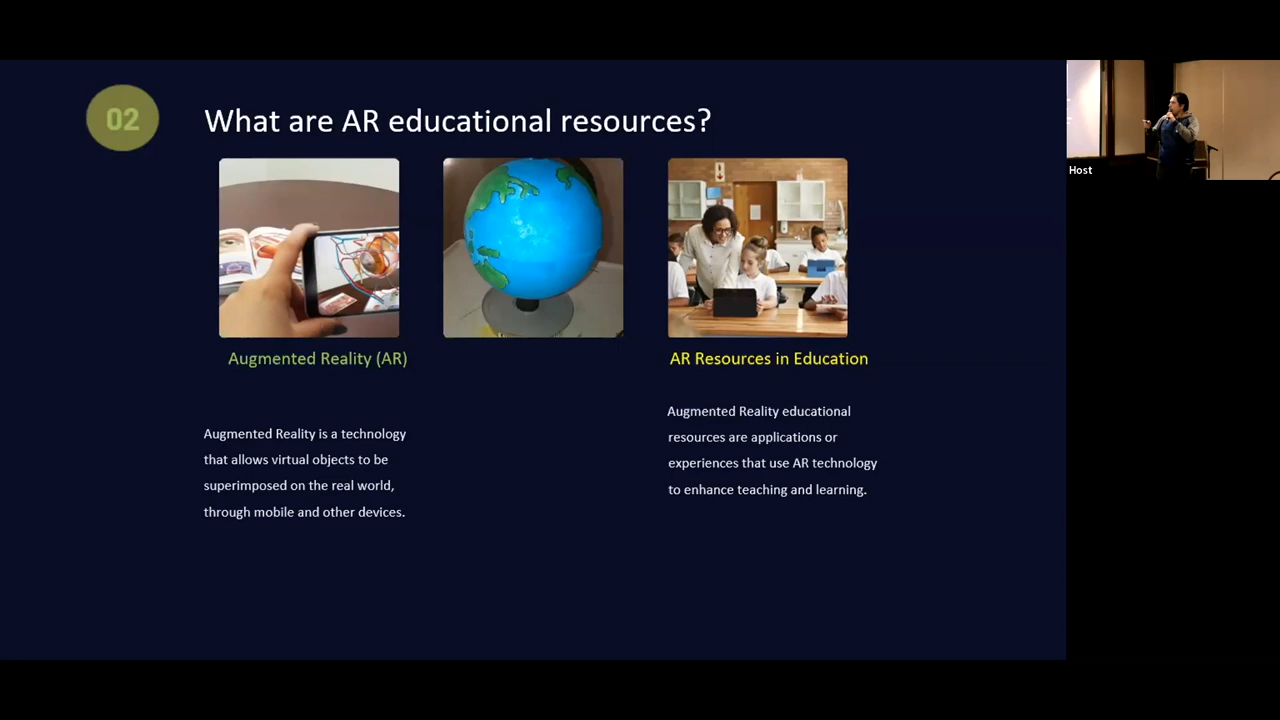 02
What are AR educational resources?
Host
Augmented Reality (AR)
AR Resources in Education
Augmented Reality is a technology
that allows virtual objects to be
superimposed on the real world,
through mobile and other devices.
Augmented Reality educational
resources are applications or
experiences that use AR technology
to enhance teaching and learning.